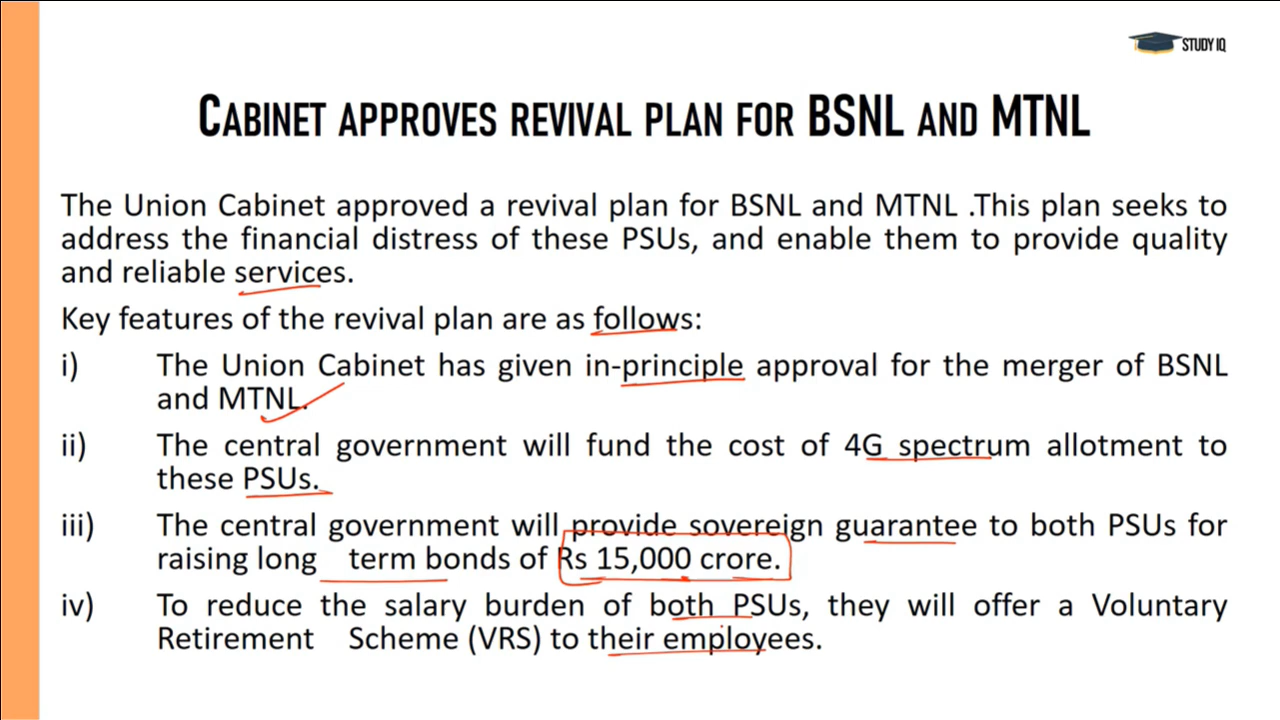 STUDY IQ
CABINET APPROVES REVIVAL PLAN FOR BSNL AND MTNL
The Union Cabinet approved a revival plan for BSNL and MTNL .This plan seeks to
address the financial distress of these PSUs, and enable them to provide quality
and reliable services.
Key features of the revival plan are as follows:
i) The Union Cabinet has given in-principle approval for the merger of BSNL
and MTNL.
ii) The central government will fund the cost of 4G spectrum allotment to
these PSUs.
iii) The central government will provide sovereign guarantee to both PSUs for
raising long term bonds of Rs 15,000 crore.
iv) To reduce the salary burden of both PSUs, they will offer a Voluntary
Retirement Scheme (VRS) to their employees.